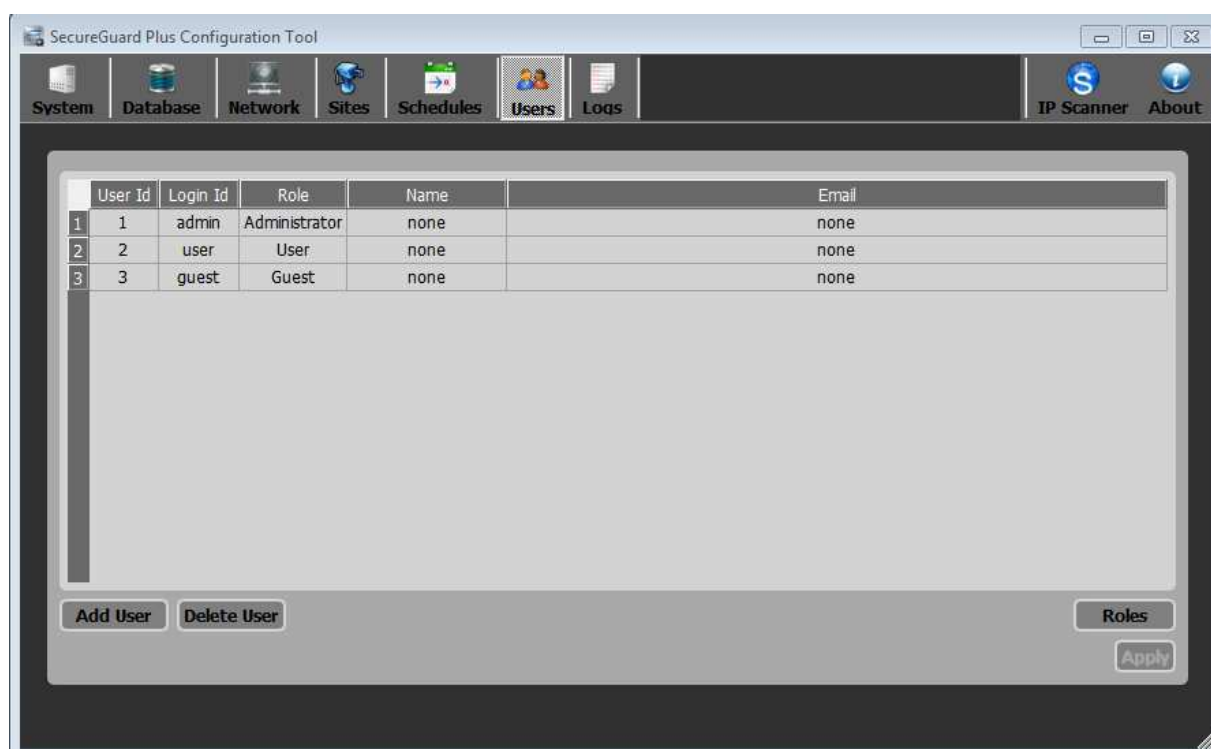 SecureGuard Plus Configuration Tool
System Database Network Sites Schedules Users Logs IP Scanner About
User Id Login Id Role Name Email
1 1 admin Administrator none none
2 2 user User none none
3 3 guest Guest none none
Add User Delete User Roles
Apply